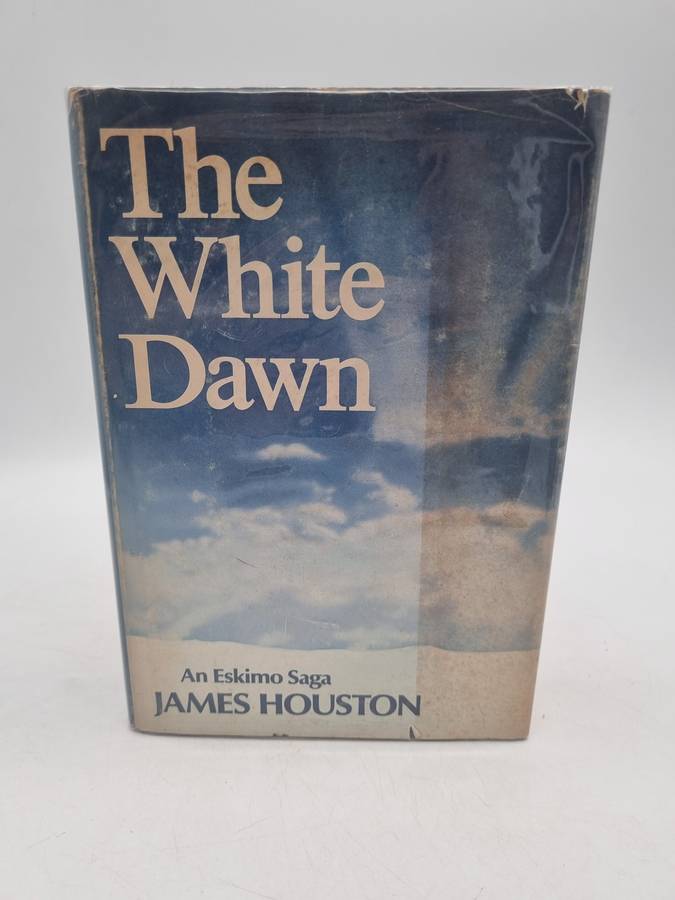 The
White
Dawn
An Eskimo Saga
JAMES HOUSTON